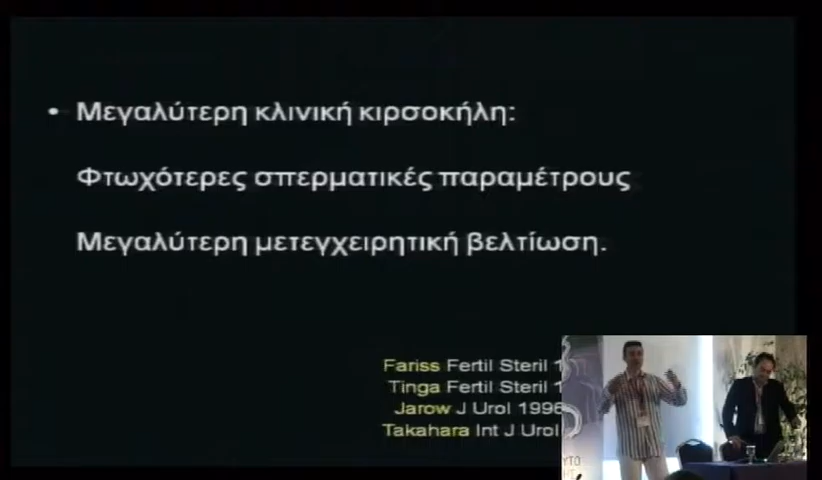 • Μεγαλύτερη κλινική κιρσοκήλη:
Φτωχότερες σπερματικές παραμέτρους
Μεγαλύτερη μετεγχειρητική βελτίωση.
Fariss Fertil Steril 1
Tinga Fertil Steril 1
Jarow J Urol 1996
Takahara Int J Urol